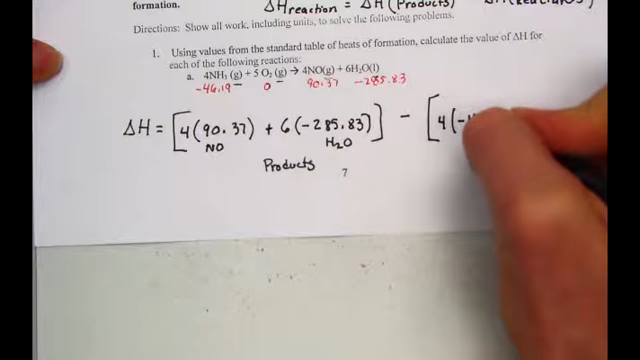 formation. ΔHreaction = ΔH (Products) ΔH (Reactants)
Directions: Show all work, including units, to solve the following problems.
1. Using values from the standard table of heats of formation, calculate the value of ΔH for
each of the following reactions:
a. 4NH₃ (g) + 5 O₂ (g) → 4NO(g) + 6H₂O(l)
-46.19 0 90.37 -285.83
ΔH = [4(90.37) + 6(-285.83)] - [4(-
NO H₂O
Products